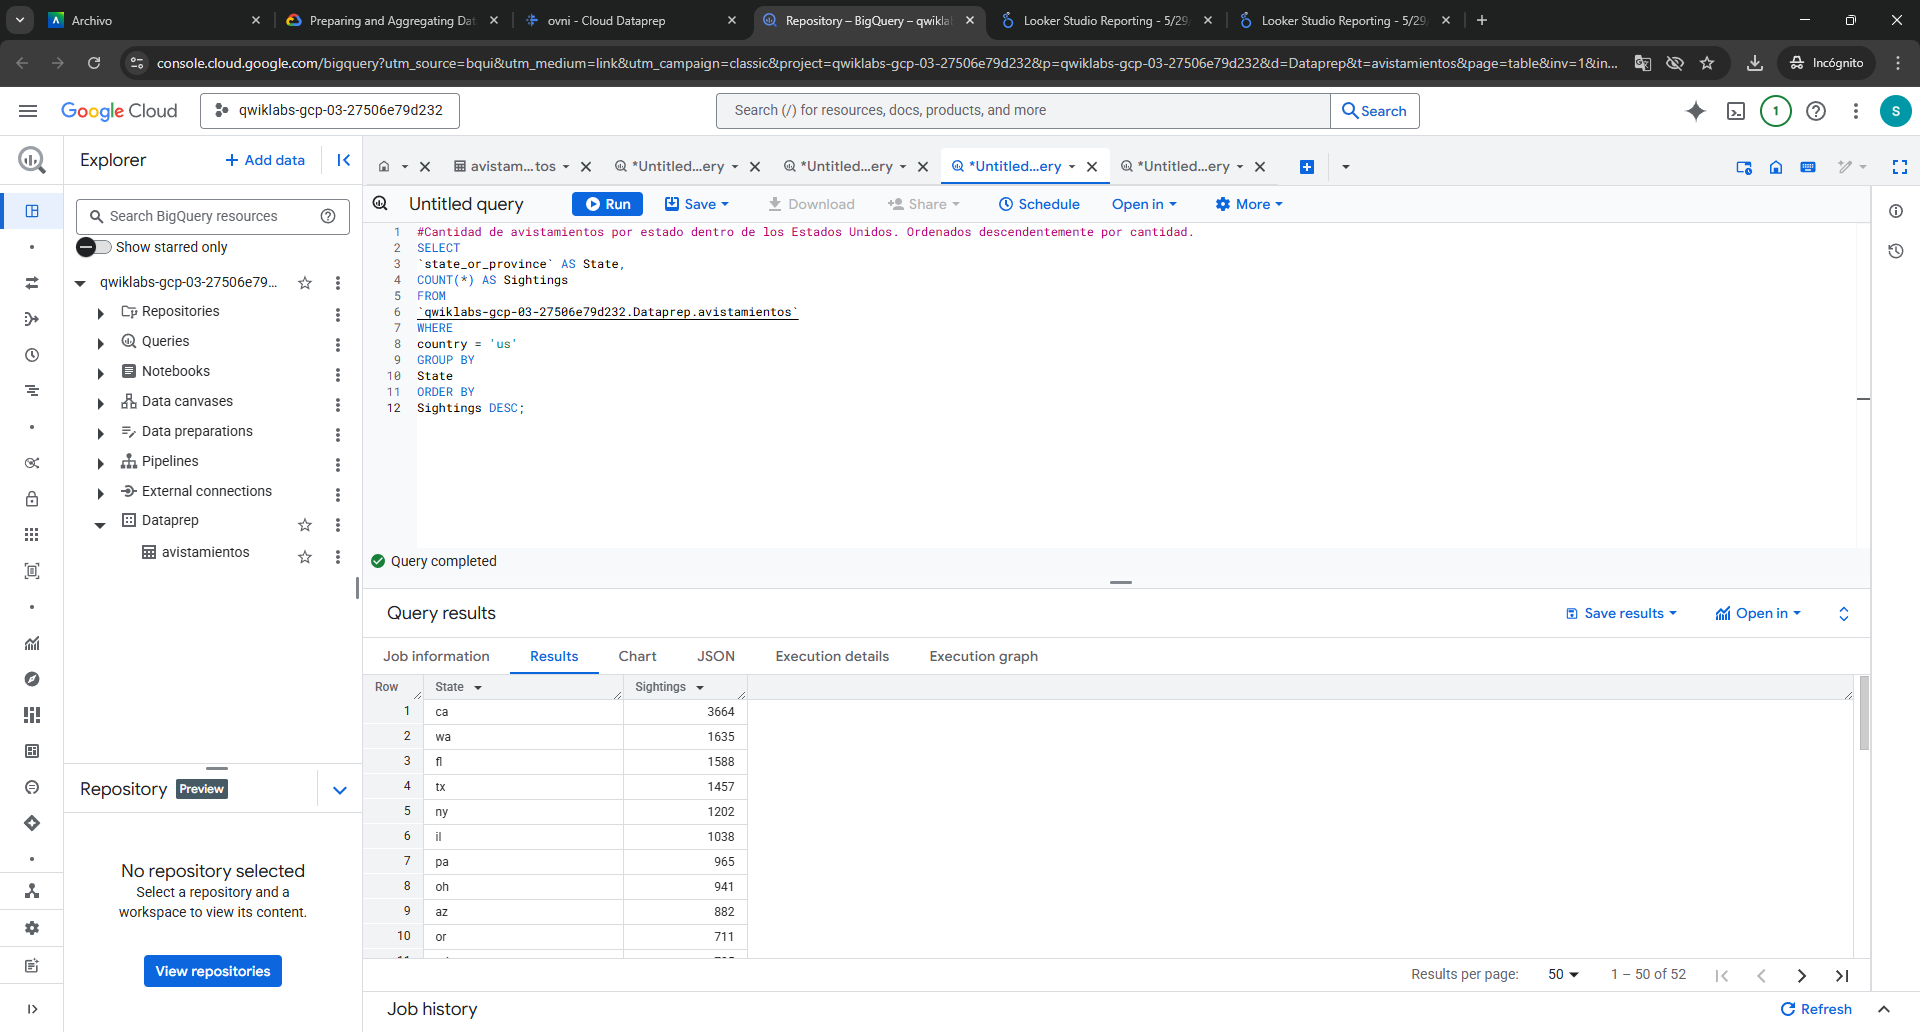 Archivo
Preparing and Aggregating Dat
ovni - Cloud Dataprep
Repository – BigQuery – qwikla
Looker Studio Reporting - 5/29/
Looker Studio Reporting - 5/29/
console.cloud.google.com/bigquery?utm_source=bqui&utm_medium=link&utm_campaign=classic&project=qwiklabs-gcp-03-27506e79d232&p=qwiklabs-gcp-03-27506e79d232&d=Dataprep&t=avistamientos&page=table&inv=1&in...
Incógnito
Google Cloud
qwiklabs-gcp-03-27506e79d232
Search (/) for resources, docs, products, and more
Search
1
S
Explorer
+ Add data
Search BigQuery resources
Show starred only
qwiklabs-gcp-03-27506e79...
Repositories
Queries
Notebooks
Data canvases
Data preparations
Pipelines
External connections
Dataprep
avistamientos
Repository Preview
No repository selected
Select a repository and a
workspace to view its content.
View repositories
avistam...tos
*Untitled...ery
*Untitled...ery
*Untitled...ery
*Untitled...ery
Untitled query
Run
Save
Download
Share
Schedule
Open in
More
1 #Cantidad de avistamientos por estado dentro de los Estados Unidos. Ordenados descendentemente por cantidad.
2 SELECT
3 `state_or_province` AS State,
4 COUNT(*) AS Sightings
5 FROM
6 `qwiklabs-gcp-03-27506e79d232.Dataprep.avistamientos`
7 WHERE
8 country = 'us'
9 GROUP BY
10 State
11 ORDER BY
12 Sightings DESC;
Query completed
Query results
Save results
Open in
Job information
Results
Chart
JSON
Execution details
Execution graph
Row State Sightings
1 ca 3664
2 wa 1635
3 fl 1588
4 tx 1457
5 ny 1202
6 il 1038
7 pa 965
8 oh 941
9 az 882
10 or 711
Results per page: 50 1 – 50 of 52
Job history
Refresh